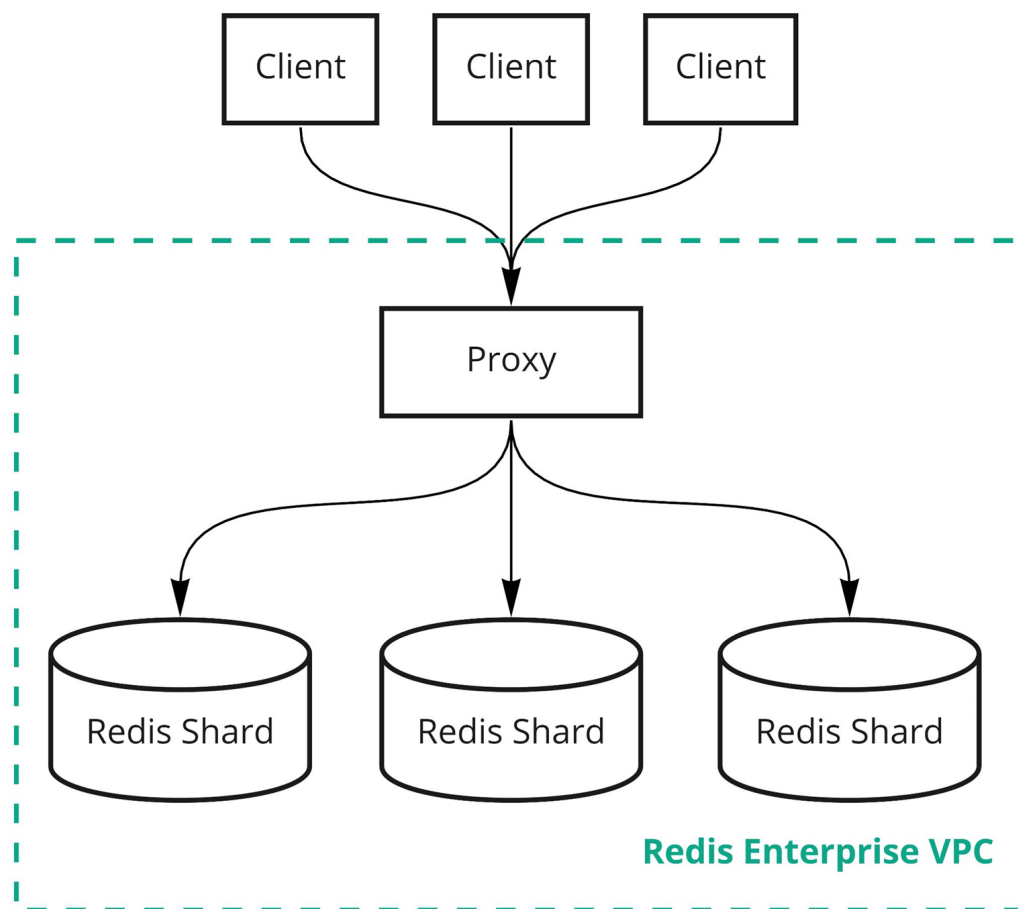 Client
Client
Client
Proxy
Redis Shard
Redis Shard
Redis Shard
Redis Enterprise VPC